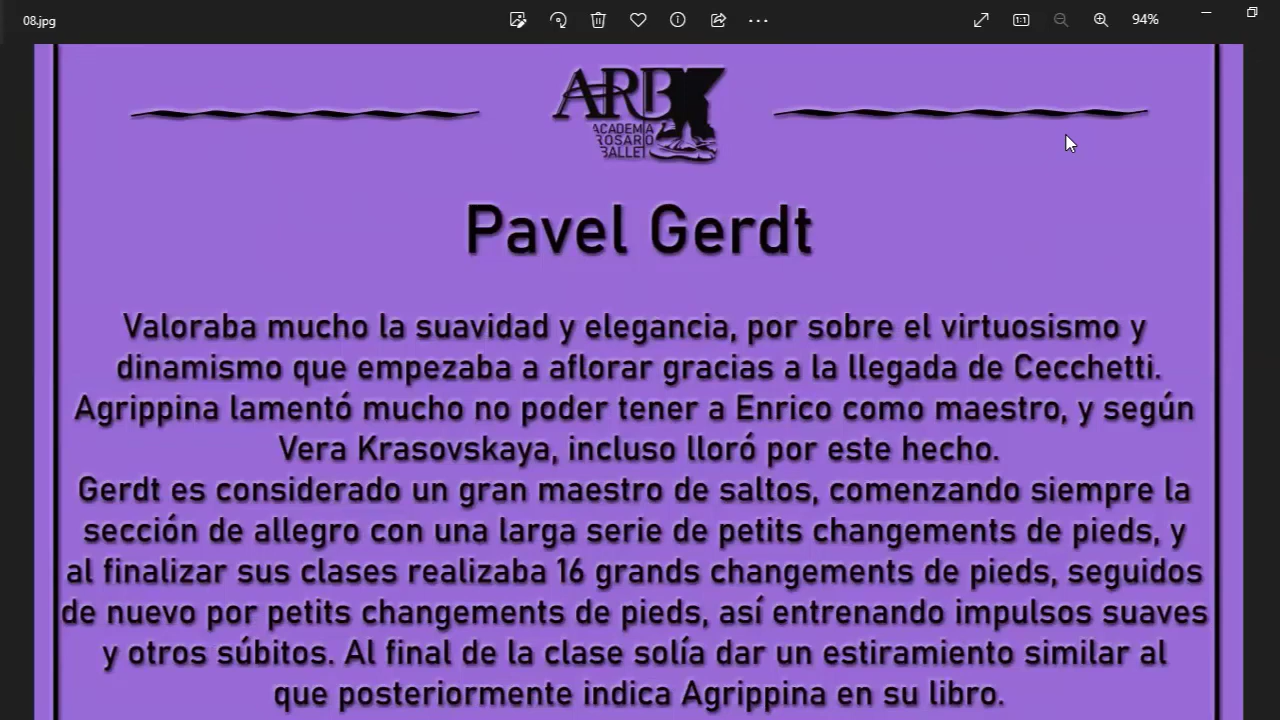 08.jpg
94%
ARB
ACADEMIA
ROSARIO
BALLET
Pavel Gerdt
Valoraba mucho la suavidad y elegancia, por sobre el virtuosismo y
dinamismo que empezaba a aflorar gracias a la llegada de Cecchetti.
Agrippina lamentó mucho no poder tener a Enrico como maestro, y según
Vera Krasovskaya, incluso lloró por este hecho.
Gerdt es considerado un gran maestro de saltos, comenzando siempre la
sección de allegro con una larga serie de petits changements de pieds, y
al finalizar sus clases realizaba 16 grands changements de pieds, seguidos
de nuevo por petits changements de pieds, así entrenando impulsos suaves
y otros súbitos. Al final de la clase solía dar un estiramiento similar al
que posteriormente indica Agrippina en su libro.